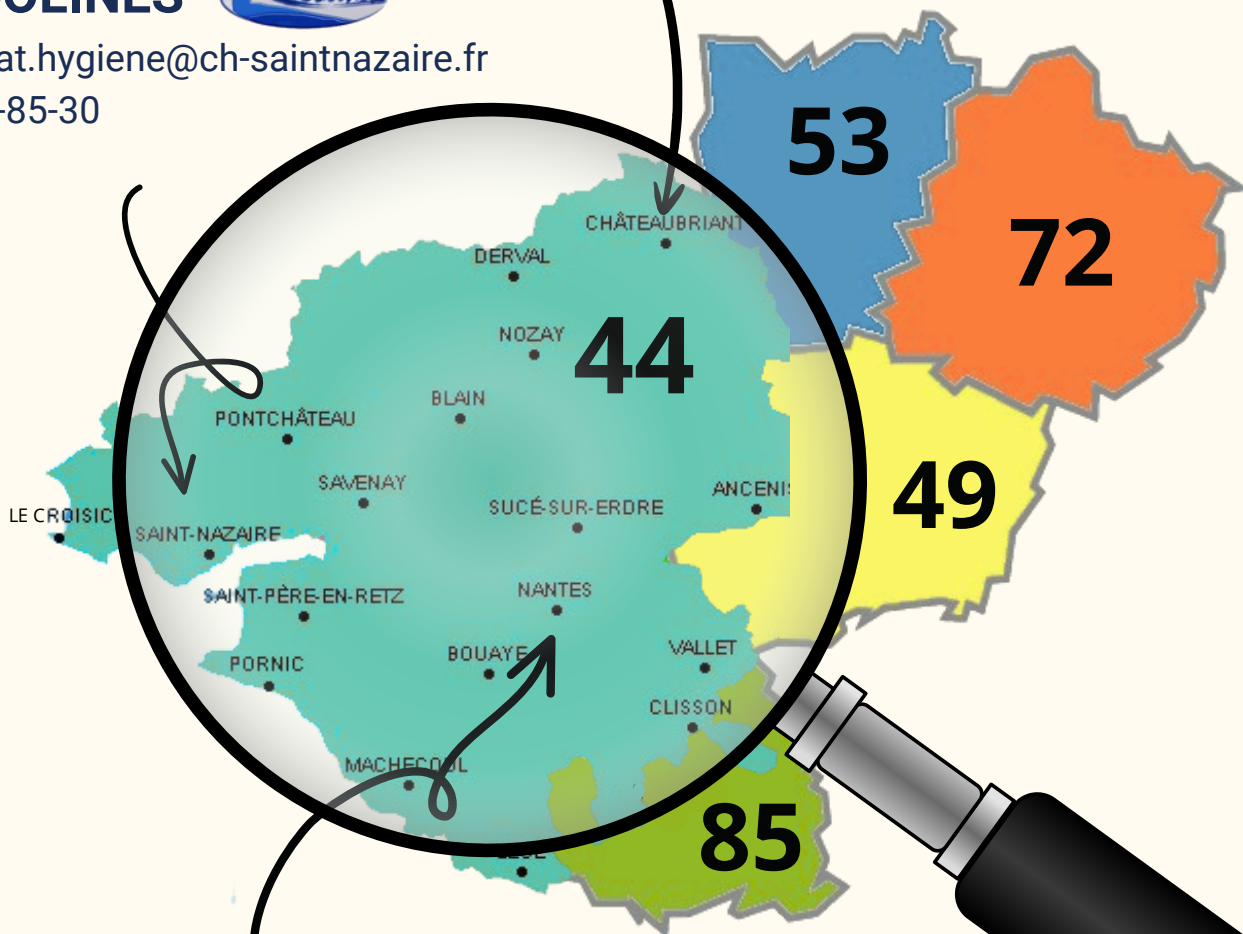 at.hygiene@ch-saintnazaire.fr
-85-30
53
72
CHÂTEAUBRIANT
DERVAL
NOZAY
44
BLAIN
PONTCHÂTEAU
SAVENAY
ANCENIS
49
SUCÉ-SUR-ERDRE
LE CROISIC
SAINT-NAZAIRE
SAINT-PÈRE-EN-RETZ
NANTES
BOUAYE
VALLET
PORNIC
CLISSON
MACHECOUL
85